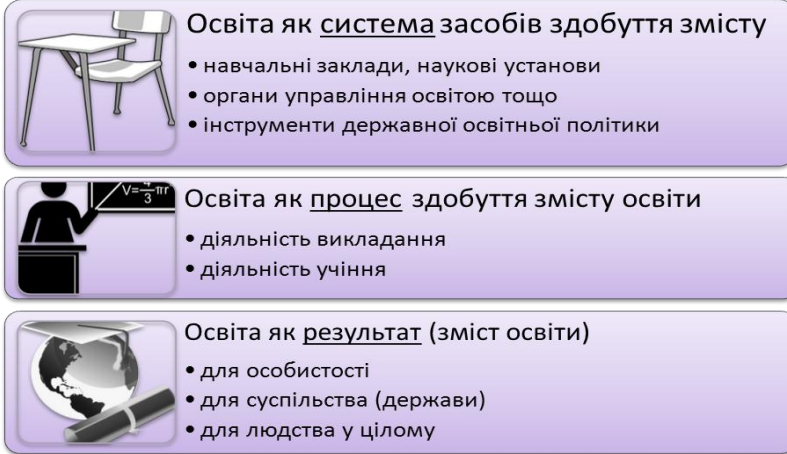 Освіта як система засобів здобуття змісту
• навчальні заклади, наукові установи
• органи управління освітою тощо
• інструменти державної освітньої політики
V=4/3πr
Освіта як процес здобуття змісту освіти
• діяльність викладання
• діяльність учіння
Освіта як результат (зміст освіти)
• для особистості
• для суспільства (держави)
• для людства у цілому